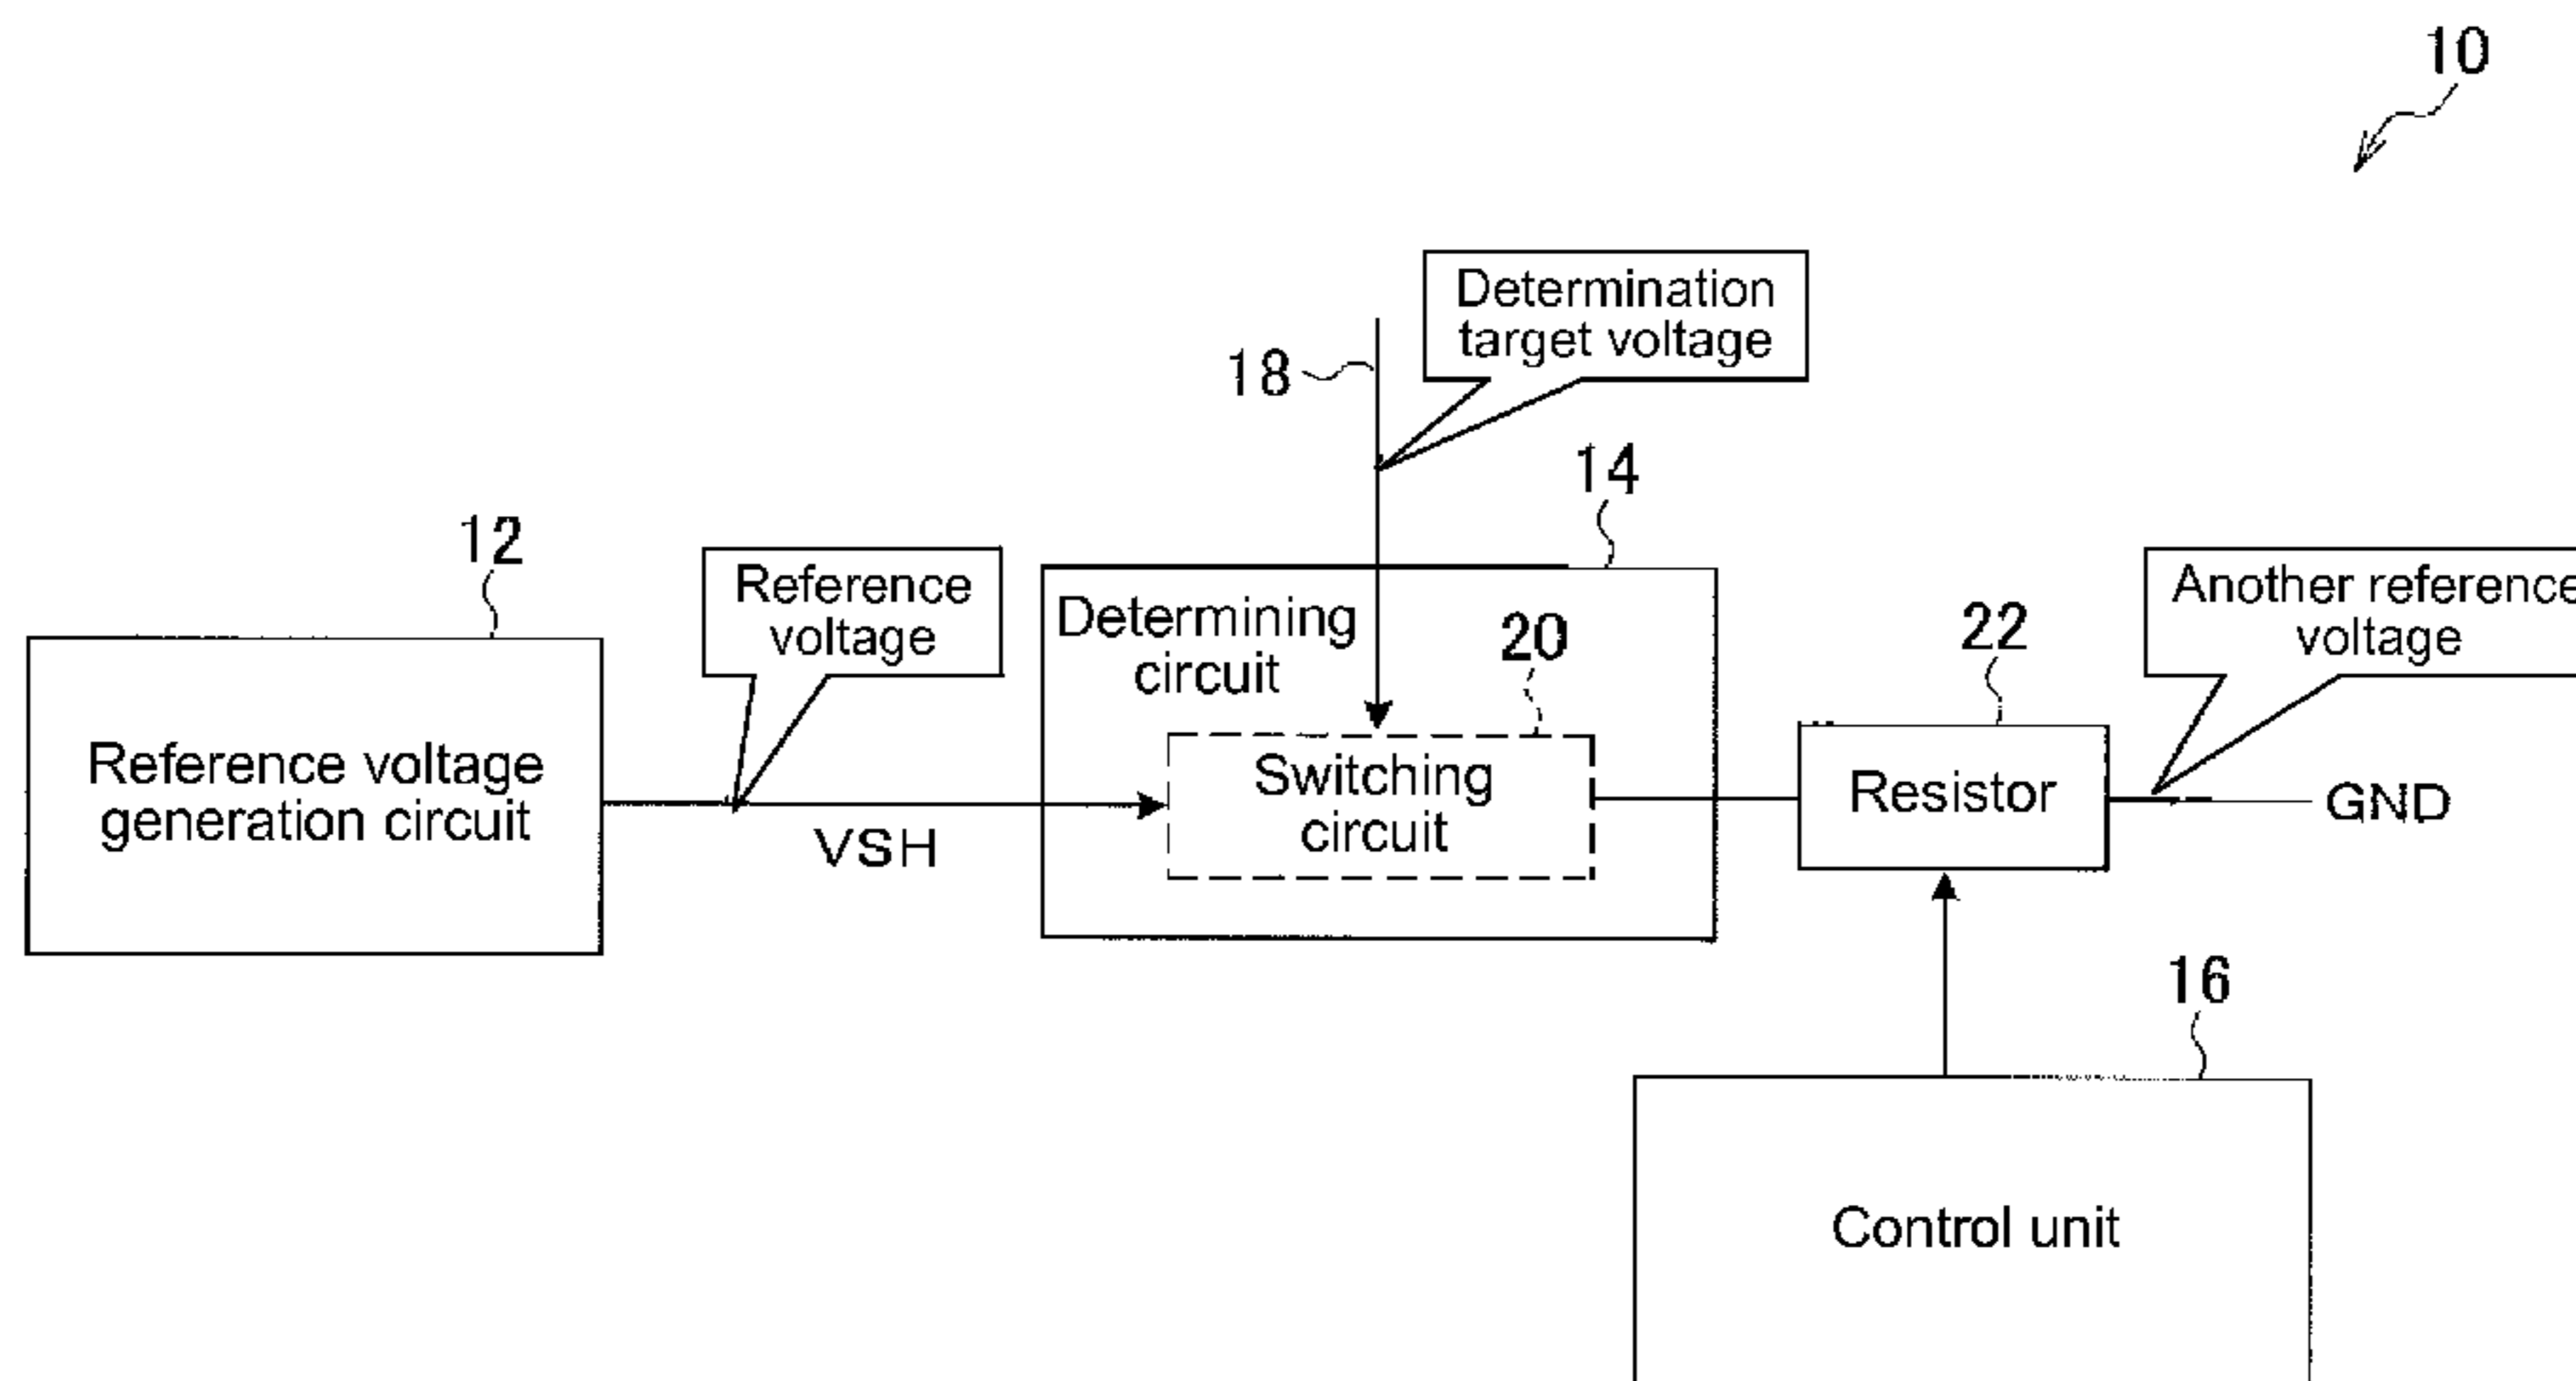 10
Determination
target voltage
18
14
12
Reference
voltage
Determining
circuit
20
22
Another reference
voltage
Reference voltage
generation circuit
VSH
Switching
circuit
Resistor
GND
16
Control unit